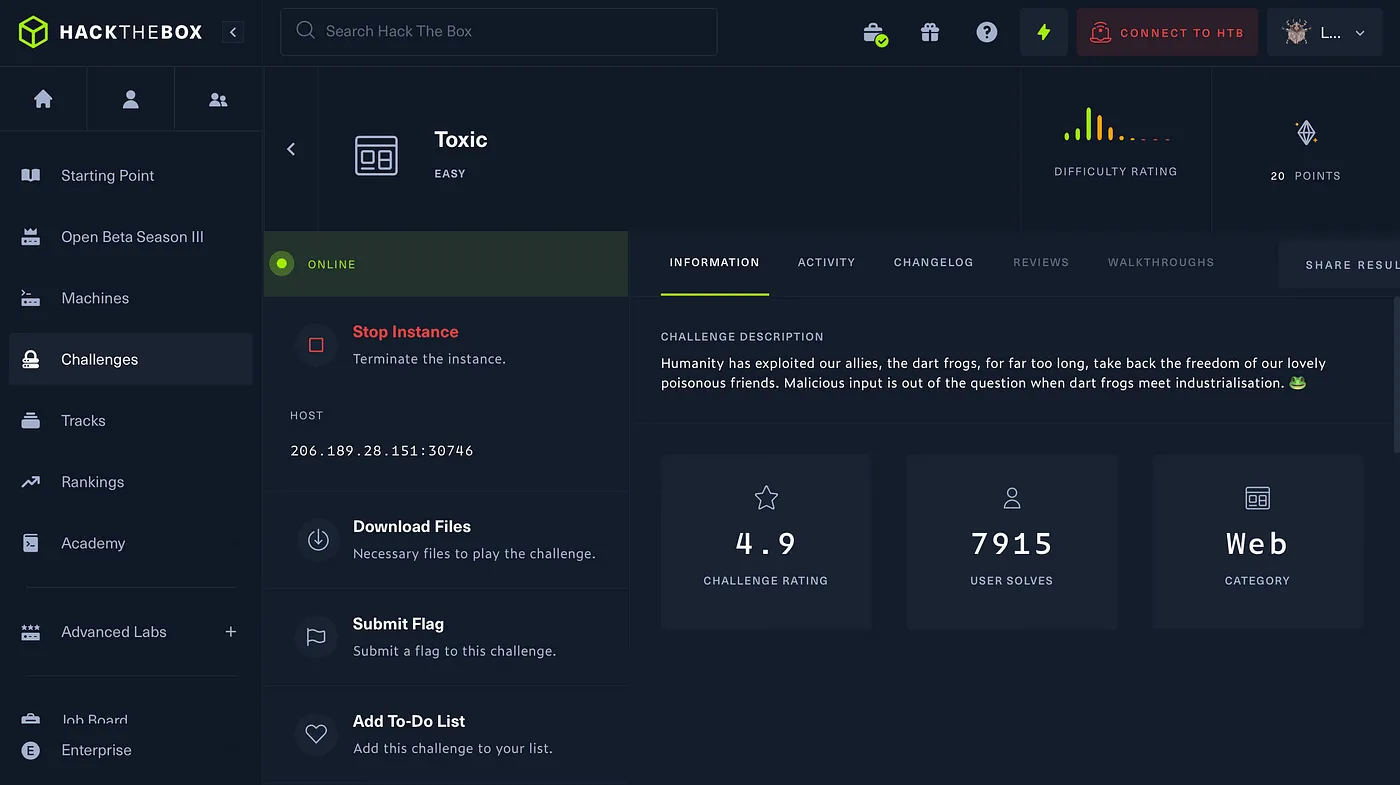 HACKTHEBOX
Search Hack The Box
CONNECT TO HTB
L...
Starting Point
Open Beta Season III
Machines
Challenges
Tracks
Rankings
Academy
Advanced Labs
Job Board
Enterprise
Toxic
EASY
DIFFICULTY RATING
20 POINTS
ONLINE
Stop Instance
Terminate the instance.
HOST
206.189.28.151:30746
Download Files
Necessary files to play the challenge.
Submit Flag
Submit a flag to this challenge.
Add To-Do List
Add this challenge to your list.
INFORMATION ACTIVITY CHANGELOG REVIEWS WALKTHROUGHS SHARE RESUL
CHALLENGE DESCRIPTION
Humanity has exploited our allies, the dart frogs, for far too long, take back the freedom of our lovely
poisonous friends. Malicious input is out of the question when dart frogs meet industrialisation. 🐸
4.9
CHALLENGE RATING
7915
USER SOLVES
Web
CATEGORY